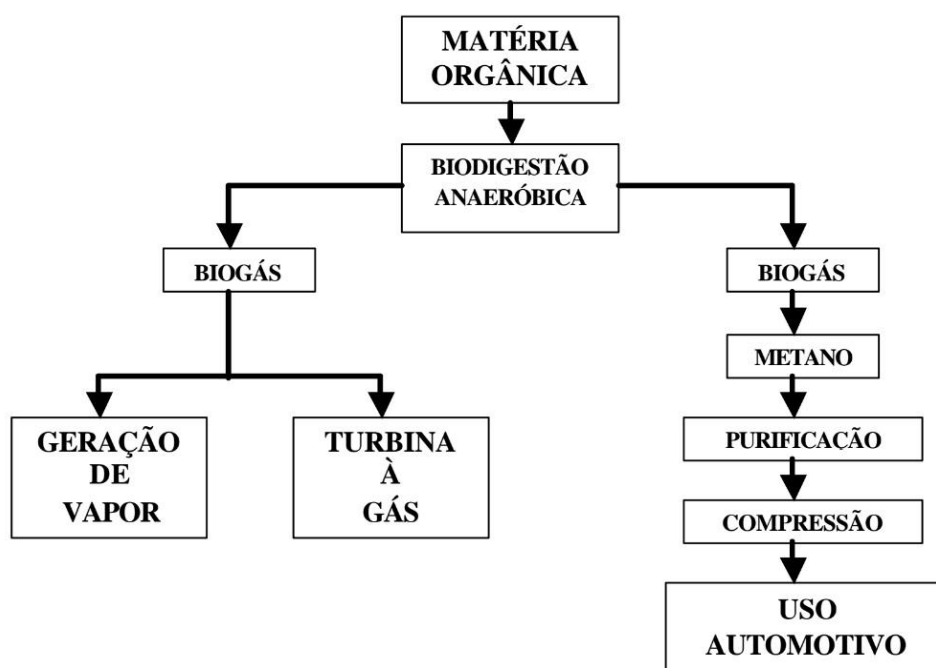 MATÉRIA
ORGÂNICA
BIODIGESTÃO
ANAERÓBICA
BIOGÁS
BIOGÁS
METANO
GERAÇÃO
DE
VAPOR
TURBINA
À
GÁS
PURIFICAÇÃO
COMPRESSÃO
USO
AUTOMOTIVO